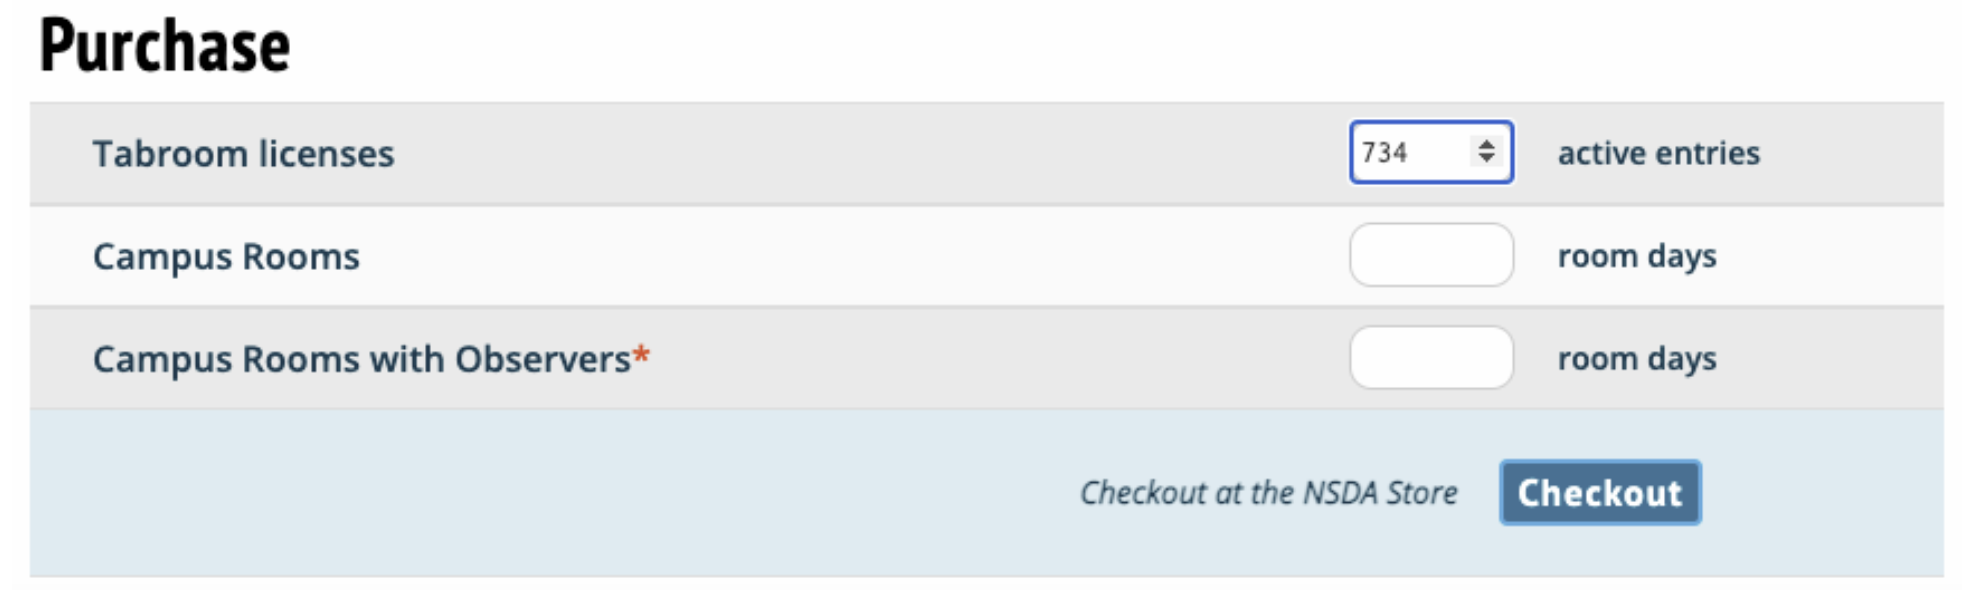 Purchase
Tabroom licenses 734 active entries
Campus Rooms room days
Campus Rooms with Observers* room days
Checkout at the NSDA Store Checkout